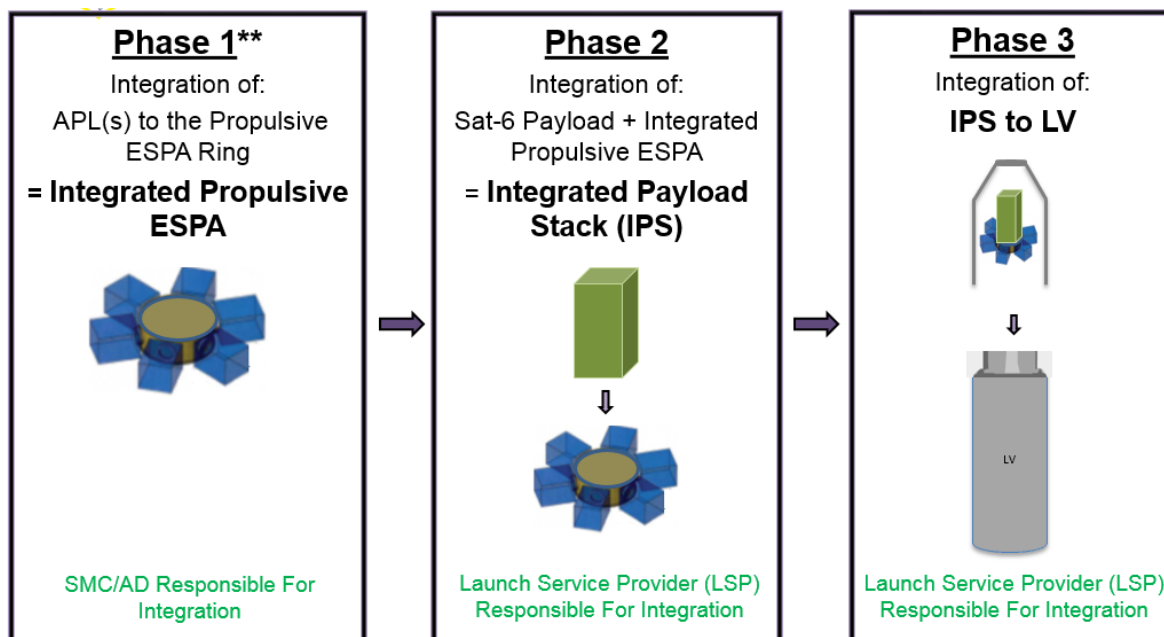 Phase 1**
Integration of:
APL(s) to the Propulsive
ESPA Ring
= Integrated Propulsive
ESPA
SMC/AD Responsible For
Integration
Phase 2
Integration of:
Sat-6 Payload + Integrated
Propulsive ESPA
= Integrated Payload
Stack (IPS)
Launch Service Provider (LSP)
Responsible For Integration
Phase 3
Integration of:
IPS to LV
LV
Launch Service Provider (LSP)
Responsible For Integration